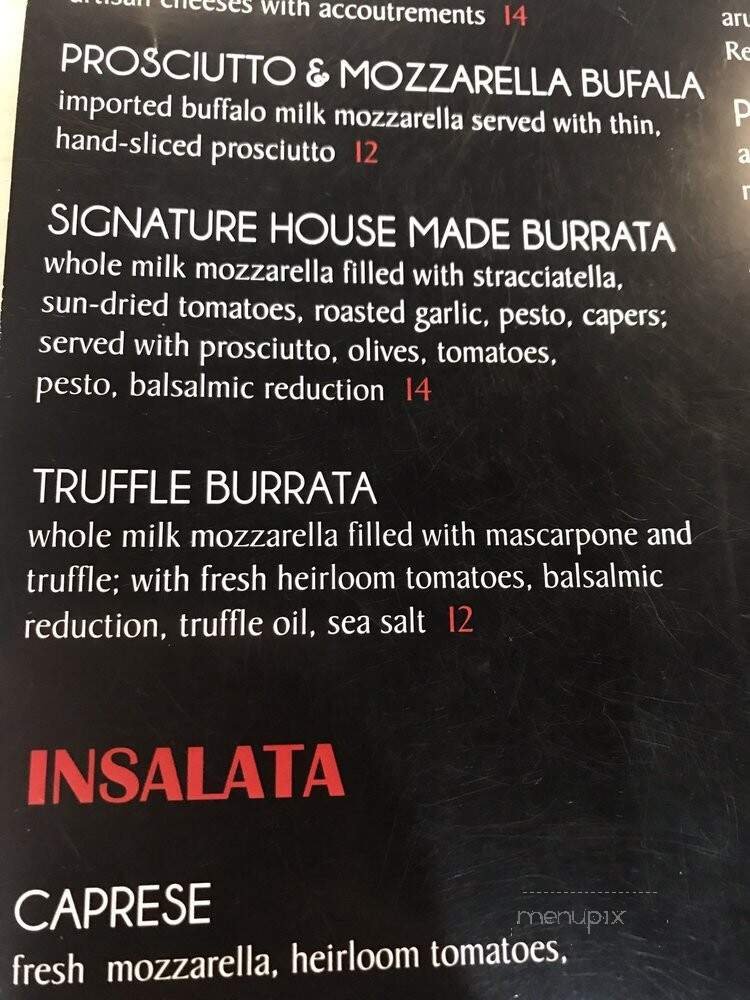 artisan cheeses with accoutrements 14
PROSCIUTTO & MOZZARELLA BUFALA
imported buffalo milk mozzarella served with thin,
hand-sliced prosciutto 12
SIGNATURE HOUSE MADE BURRATA
whole milk mozzarella filled with stracciatella,
sun-dried tomatoes, roasted garlic, pesto, capers;
served with prosciutto, olives, tomatoes,
pesto, balsalmic reduction 14
TRUFFLE BURRATA
whole milk mozzarella filled with mascarpone and
truffle; with fresh heirloom tomatoes, balsalmic
reduction, truffle oil, sea salt 12
INSALATA
CAPRESE
fresh mozzarella, heirloom tomatoes,
menupix